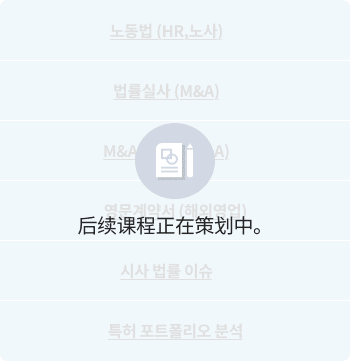 노동법 (HR,노사)
법률실사 (M&A)
M&A A)
영문계약서 (해외영업)
后续课程正在策划中。
시사 법률 이슈
특허 포트폴리오 분석